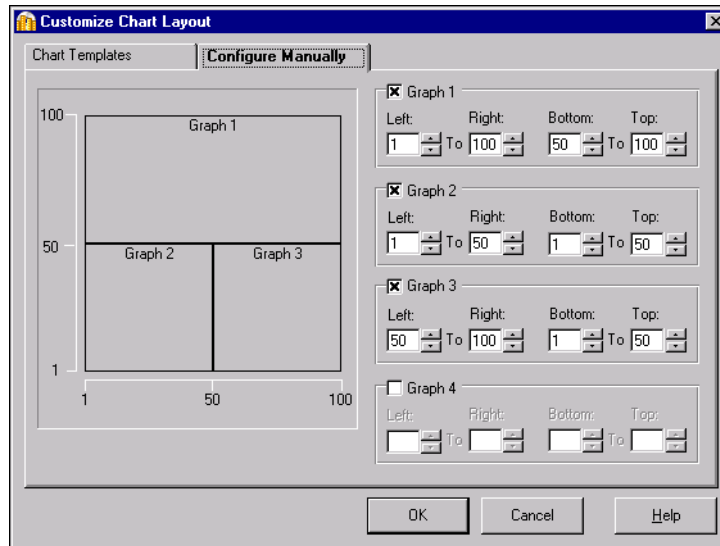 Customize Chart Layout
Chart Templates
Configure Manually
100
Graph 1
50
Graph 2
Graph 3
1
1
50
100
Graph 1
Left: Right: Bottom: Top:
1 To 100 50 To 100
Graph 2
Left: Right: Bottom: Top:
1 To 50 1 To 50
Graph 3
Left: Right: Bottom: Top:
50 To 100 1 To 50
Graph 4
Left: Right: Bottom: Top:
To To
OK
Cancel
Help